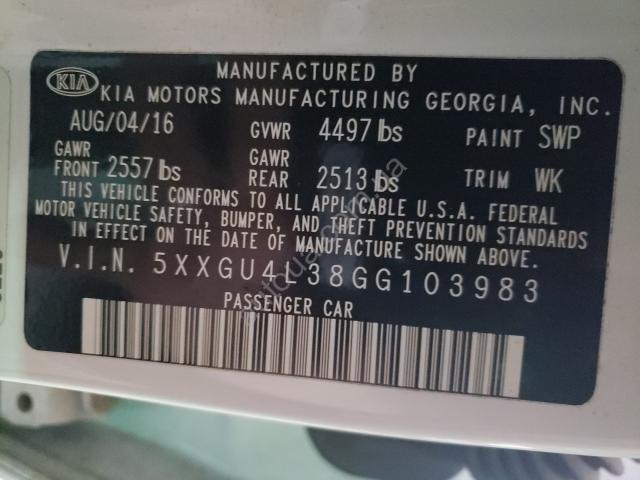 MANUFACTURED BY
KIA KIA MOTORS MANUFACTURING GEORGIA, INC.
AUG/04/16 GVWR 4497 lbs PAINT SWP
GAWR FRONT 2557 lbs GAWR REAR 2513 lbs TRIM WK
THIS VEHICLE CONFORMS TO ALL APPLICABLE U.S.A. FEDERAL
MOTOR VEHICLE SAFETY, BUMPER, AND THEFT PREVENTION STANDARDS
IN EFFECT ON THE DATE OF MANUFACTURE SHOWN ABOVE.
V.I.N. 5XXGU4L38GG103983
PASSENGER CAR